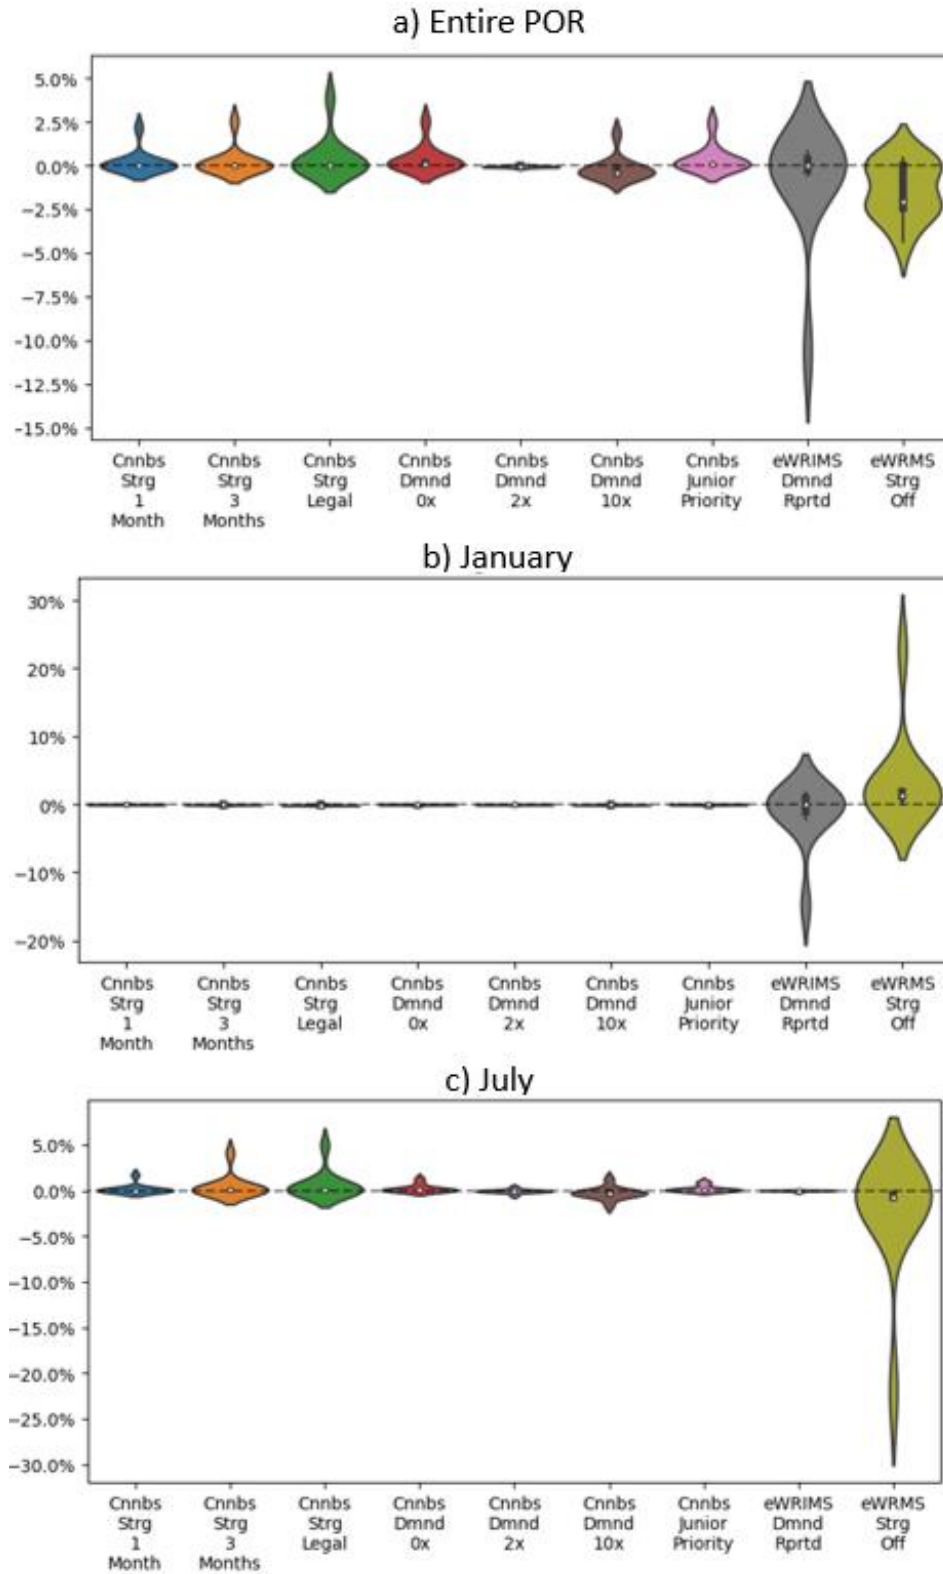 a) Entire POR
5.0%
2.5%
0.0%
-2.5%
-5.0%
-7.5%
-10.0%
-12.5%
-15.0%
Cnnbs Cnnbs Cnnbs Cnnbs Cnnbs Cnnbs Cnnbs eWRIMS eWRMS
Strg Strg Strg Dmnd Dmnd Dmnd Junior Dmnd Strg
1 3 Legal 0x 2x 10x Priority Rprtd Off
Month Months
b) January
30%
20%
10%
0%
-10%
-20%
Cnnbs Cnnbs Cnnbs Cnnbs Cnnbs Cnnbs Cnnbs eWRIMS eWRMS
Strg Strg Strg Dmnd Dmnd Dmnd Junior Dmnd Strg
1 3 Legal 0x 2x 10x Priority Rprtd Off
Month Months
c) July
5.0%
0.0%
-5.0%
-10.0%
-15.0%
-20.0%
-25.0%
-30.0%
Cnnbs Cnnbs Cnnbs Cnnbs Cnnbs Cnnbs Cnnbs eWRIMS eWRMS
Strg Strg Strg Dmnd Dmnd Dmnd Junior Dmnd Strg
1 3 Legal 0x 2x 10x Priority Rprtd Off
Month Months